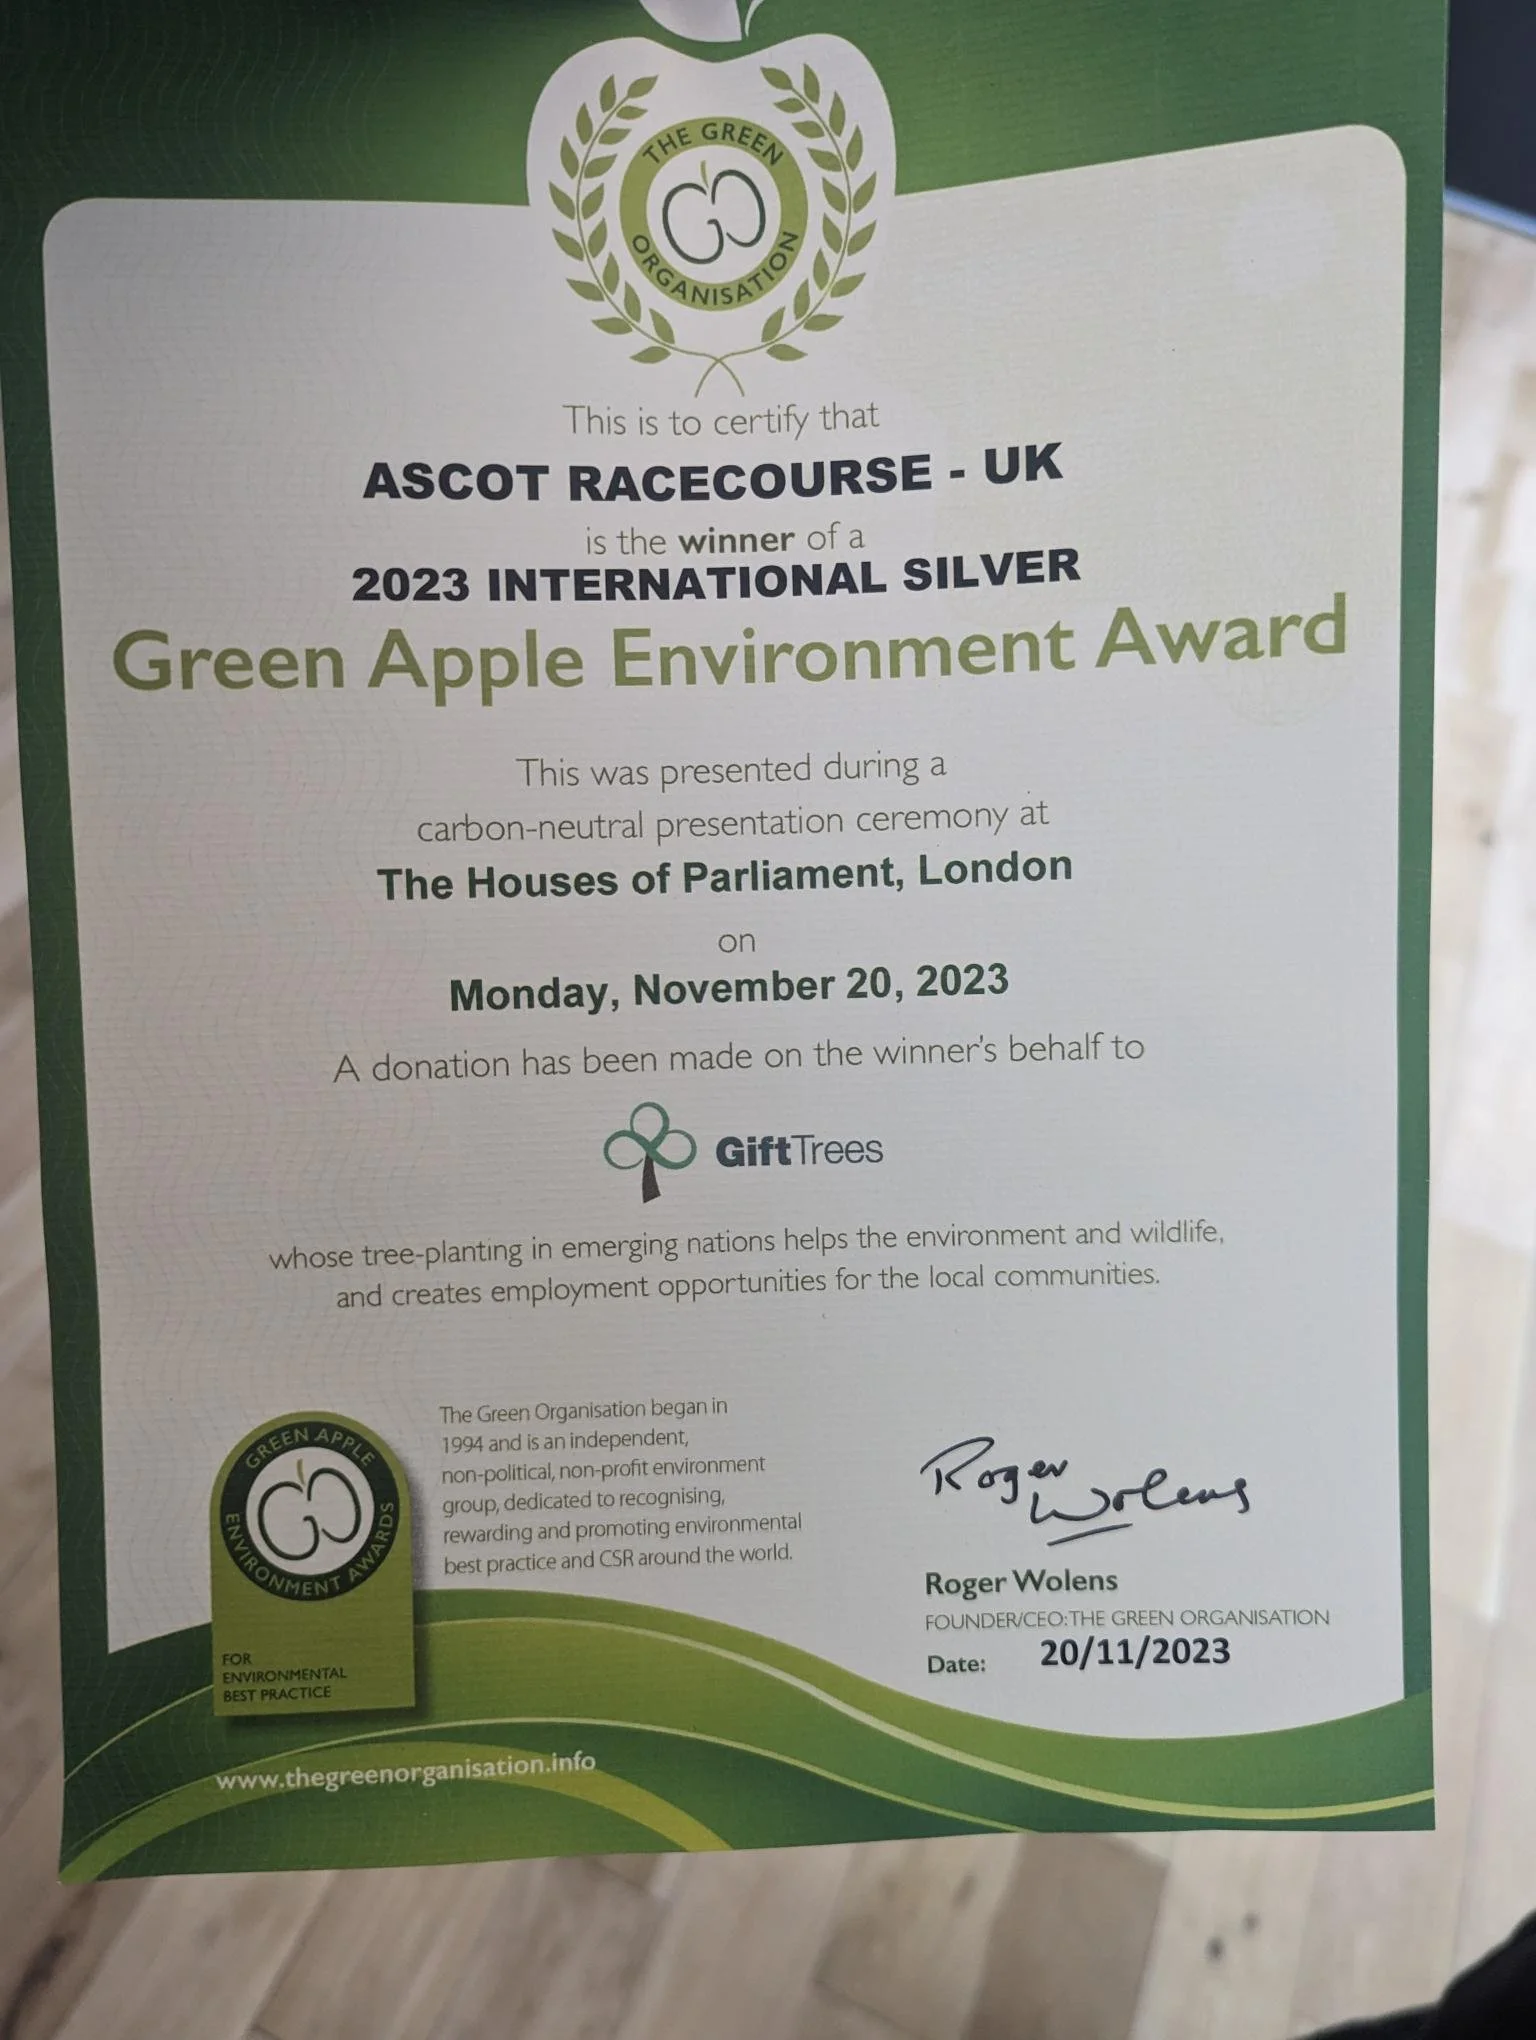 THE GREEN
ORGANISATION
This is to certify that
ASCOT RACECOURSE - UK
is the winner of a
2023 INTERNATIONAL SILVER
Green Apple Environment Award
This was presented during a
carbon-neutral presentation ceremony at
The Houses of Parliament, London
on
Monday, November 20, 2023
A donation has been made on the winner's behalf to
GiftTrees
whose tree-planting in emerging nations helps the environment and wildlife,
and creates employment opportunities for the local communities.
GREEN APPLE
ENVIRONMENT AWARDS
FOR
ENVIRONMENTAL
BEST PRACTICE
The Green Organisation began in
1994 and is an independent,
non-political, non-profit environment
group, dedicated to recognising,
rewarding and promoting environmental
best practice and CSR around the world.
Roger
Wolens
Roger Wolens
FOUNDER/CEO: THE GREEN ORGANISATION
Date: 20/11/2023
www.thegreenorganisation.info